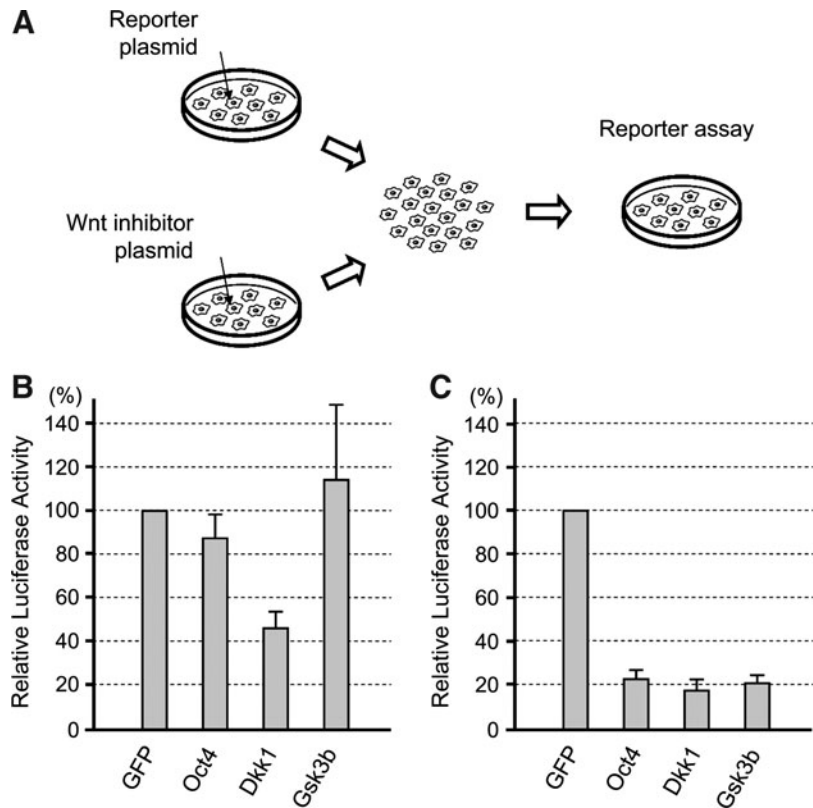 A
Reporter
plasmid
Reporter assay
Wnt inhibitor
plasmid
B
(%)
140
120
100
80
60
40
20
0
Relative Luciferase Activity
GFP
Oct4
Dkk1
Gsk3b
C
(%)
140
120
100
80
60
40
20
0
Relative Luciferase Activity
GFP
Oct4
Dkk1
Gsk3b